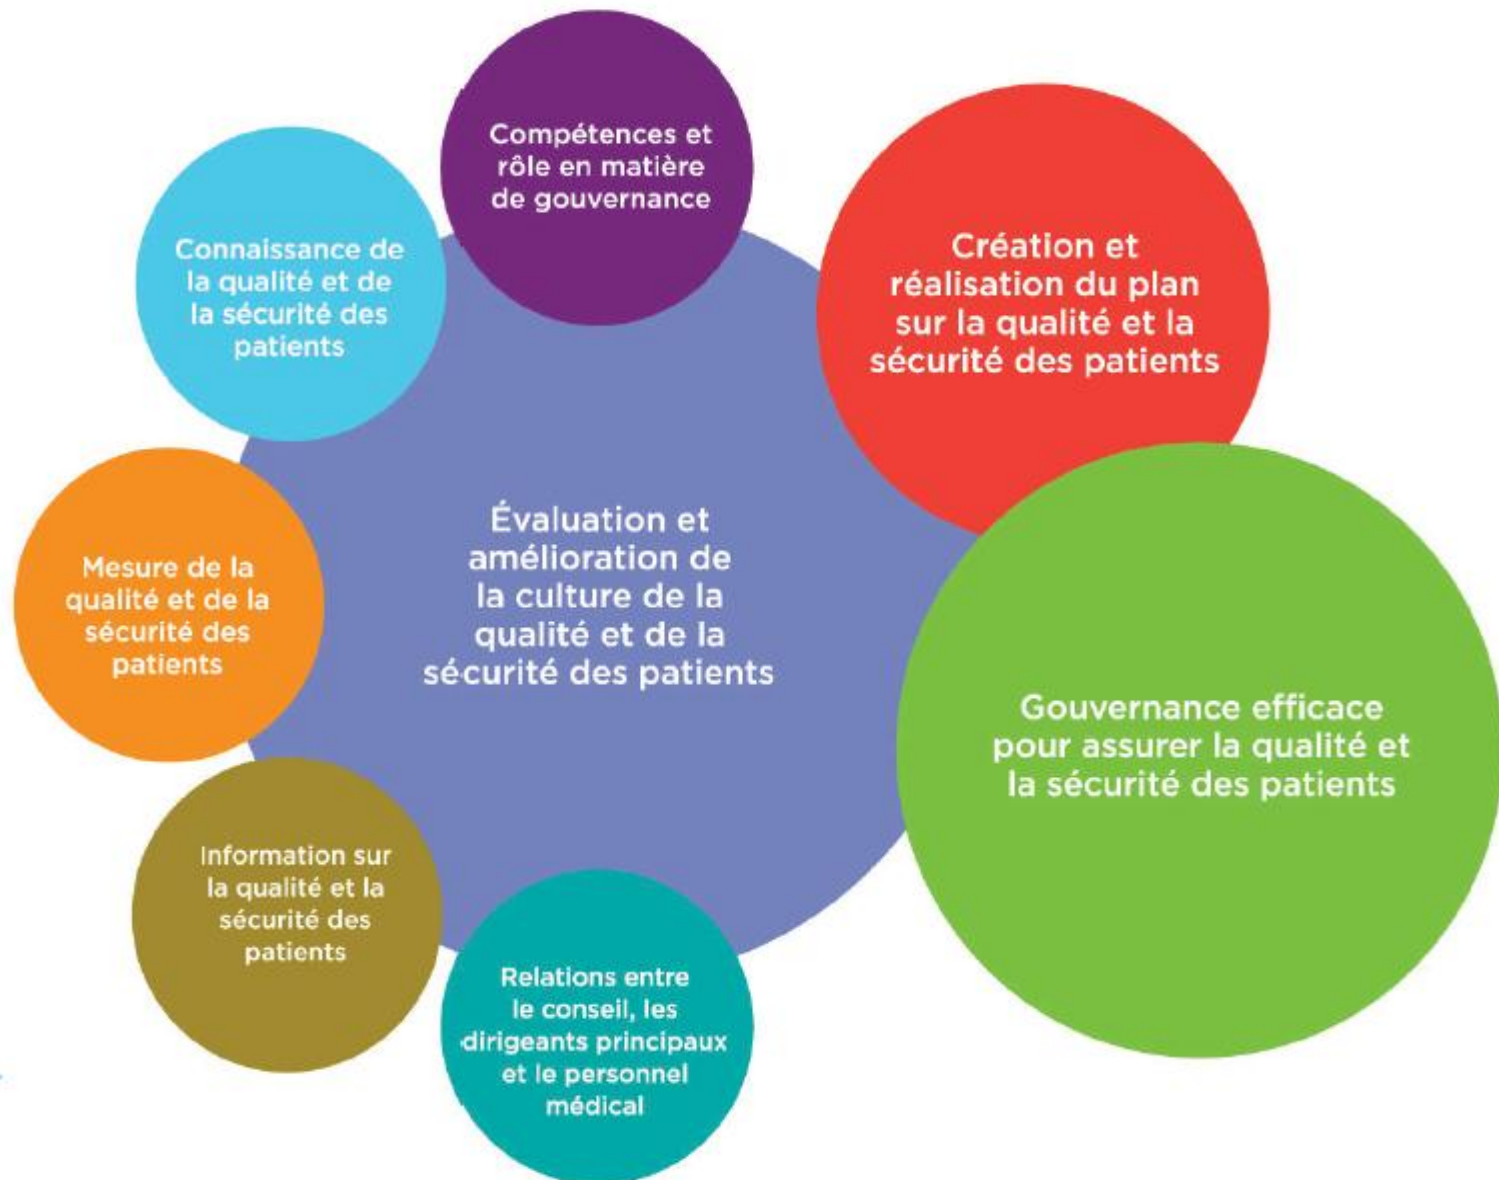 Compétences et
rôle en matière
de gouvernance
Création et
réalisation du plan
sur la qualité et la
sécurité des patients
Connaissance de
la qualité et de
la sécurité des
patients
Évaluation et
amélioration de
la culture de la
qualité et de la
sécurité des patients
Mesure de la
qualité et de la
sécurité des
patients
Gouvernance efficace
pour assurer la qualité et
la sécurité des patients
Information sur
la qualité et la
sécurité des
patients
Relations entre
le conseil, les
dirigeants principaux
et le personnel
médical